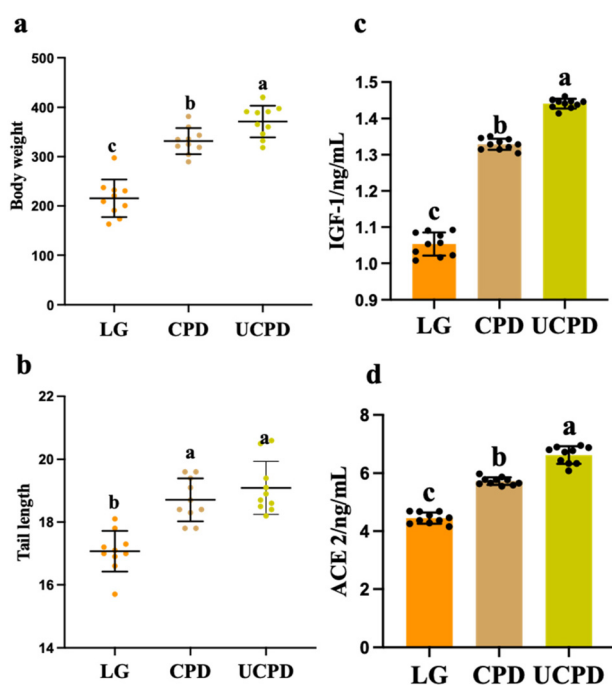 a
500
400
300
200
100
0
Body weight
c
b
a
LG CPD UCPD
b
22
20
18
16
14
Tail length
b
a
a
LG CPD UCPD
c
1.5
1.4
1.3
1.2
1.1
1.0
0.9
IGF-1/ng/mL
c
b
a
LG CPD UCPD
d
8
6
4
2
0
ACE 2/ng/mL
c
b
a
LG CPD UCPD